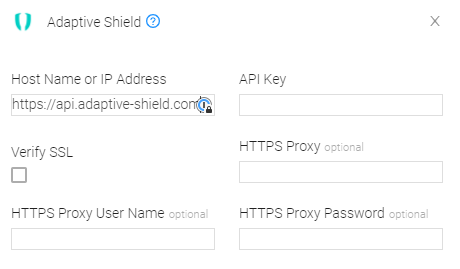 Adaptive Shield ?
X
Host Name or IP Address
API Key
https://api.adaptive-shield.com
Verify SSL
HTTPS Proxy optional
HTTPS Proxy User Name optional
HTTPS Proxy Password optional